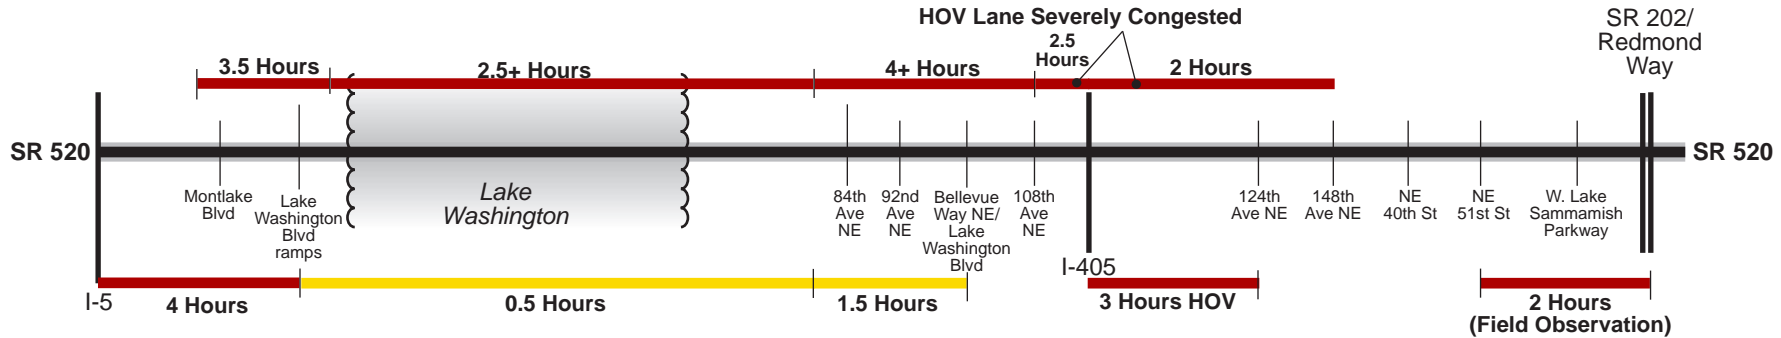 HOV Lane Severely Congested
SR 202/
Redmond
Way
2.5
Hours
3.5 Hours
2.5+ Hours
4+ Hours
2 Hours
SR 520
SR 520
Montlake
Blvd
Lake
Washington
Blvd
ramps
Lake
Washington
84th
Ave
NE
92nd
Ave
NE
Bellevue
Way NE/
Lake
Washington
Blvd
108th
Ave
NE
124th
Ave NE
148th
Ave NE
NE
40th St
NE
51st St
W. Lake
Sammamish
Parkway
I-405
I-5
4 Hours
0.5 Hours
1.5 Hours
3 Hours HOV
2 Hours
(Field Observation)